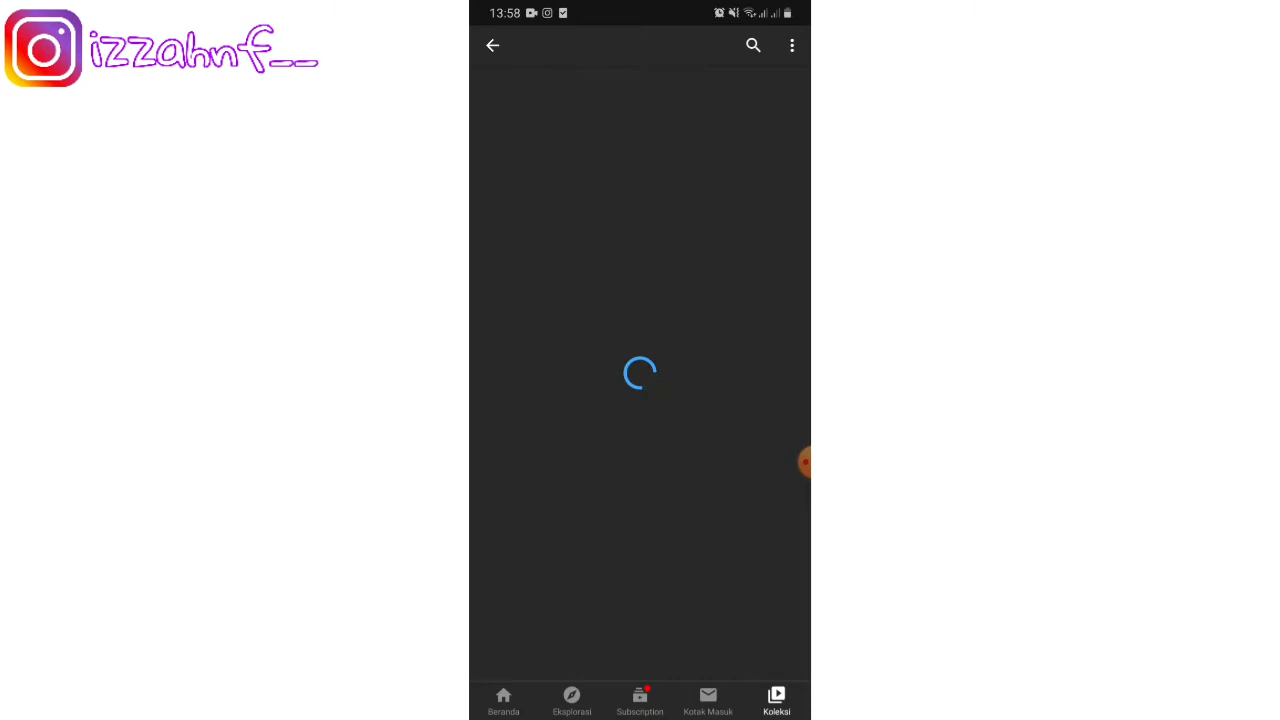 izzahnf__
13:58
Beranda
Eksplorasi
Subscription
Kotak Masuk
Koleksi